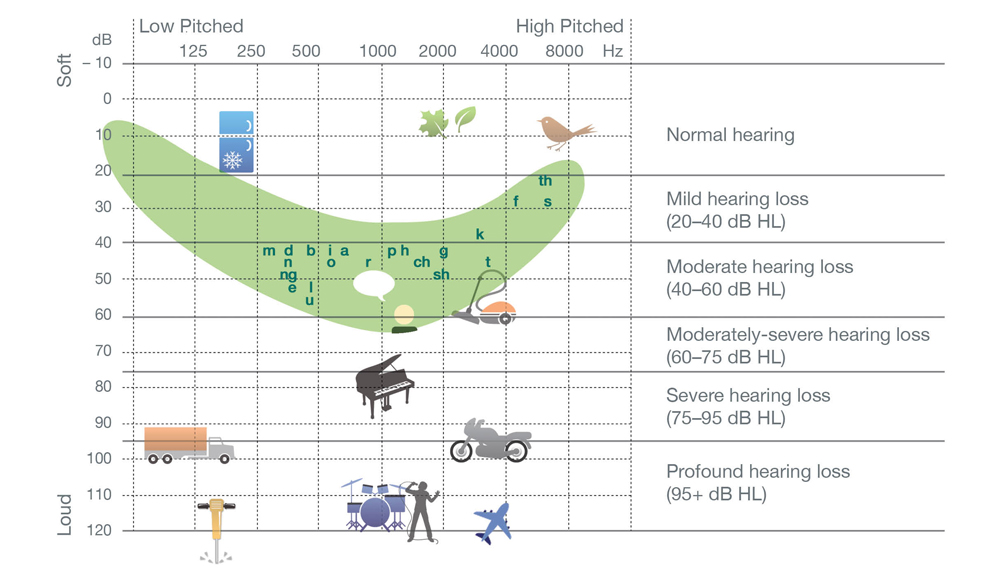 Low Pitched High Pitched
dB 125 250 500 1000 2000 4000 8000 Hz
Soft
– 10
0
10 Normal hearing
20
th
30 f s Mild hearing loss
(20–40 dB HL)
k
40
m d b i a p h g
n o r ch t Moderate hearing loss
50 ng sh
e l (40–60 dB HL)
u
60
Moderately-severe hearing loss
70 (60–75 dB HL)
80
Severe hearing loss
90 (75–95 dB HL)
100
Profound hearing loss
110 (95+ dB HL)
Loud
120